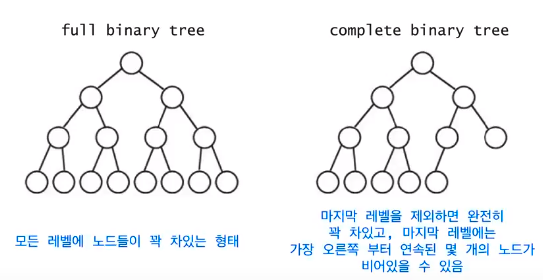 full binary tree
complete binary tree
모든 레벨에 노드들이 꽉 차있는 형태
마지막 레벨을 제외하면 완전히
꽉 차있고, 마지막 레벨에는
가장 오른쪽 부터 연속된 몇 개의 노드가
비어있을 수 있음